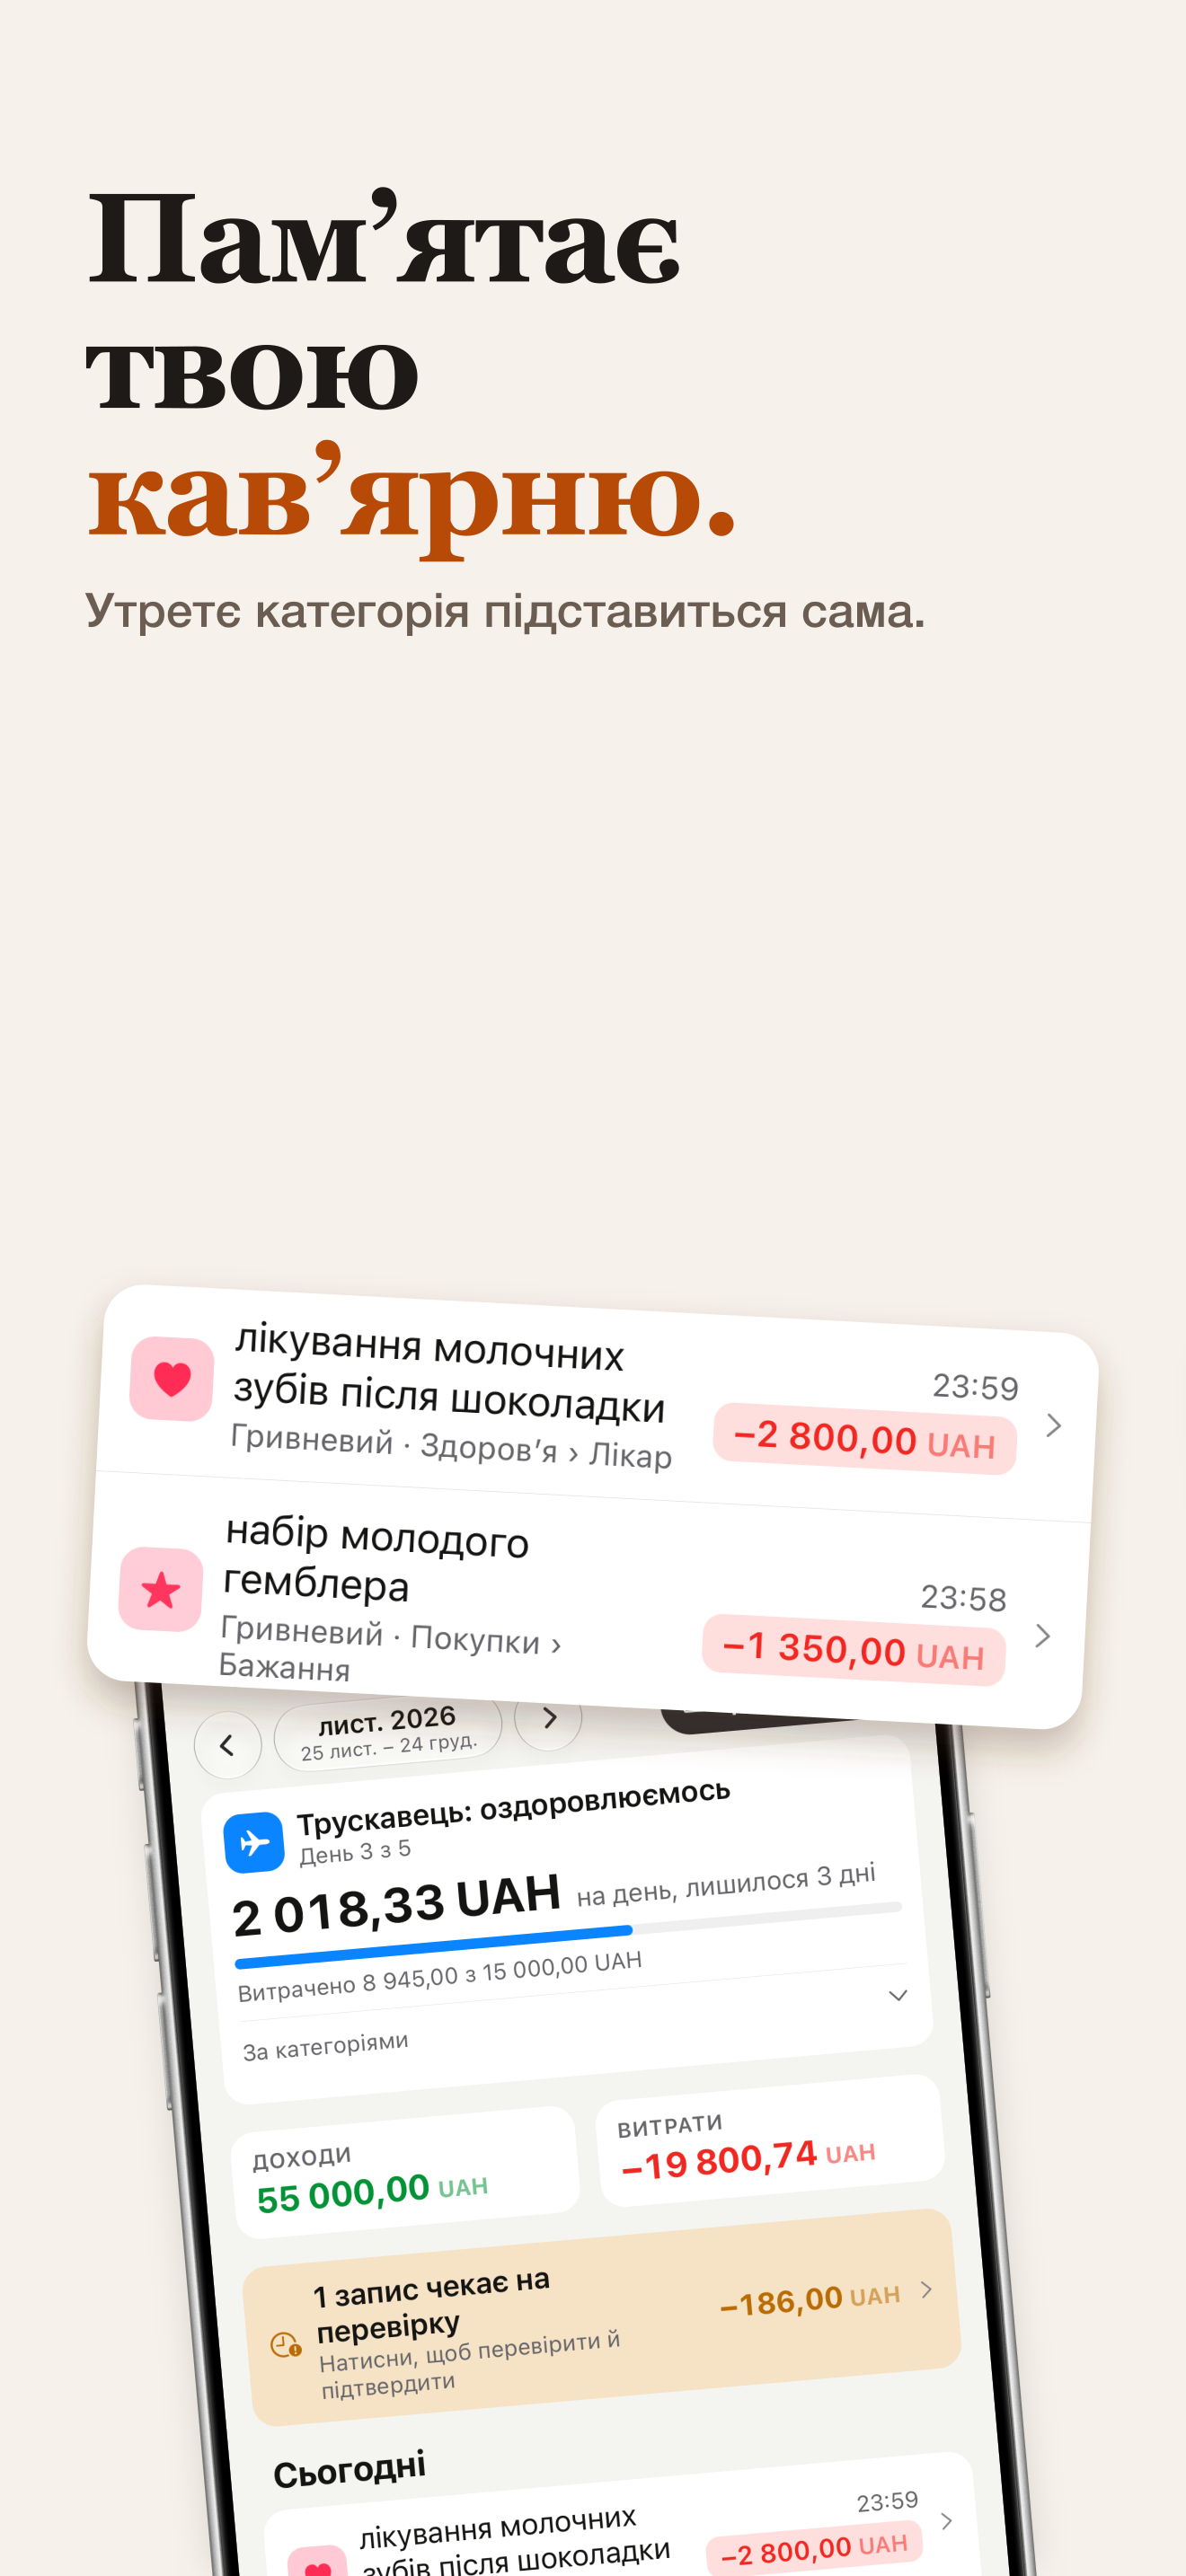 Пам’ятає
твою
кав’ярню.
Утретє категорія підставиться сама.
лікування молочних
зубів після шоколадки
Гривневий · Здоров’я › Лікар
23:59
−2 800,00 UAH
набір молодого
гемблера
Гривневий · Покупки ›
Бажання
23:58
−1 350,00 UAH
лист. 2026
25 лист. – 24 груд.
Трускавець: оздоровлюємось
День 3 з 5
2 018,33 UAH на день, лишилося 3 дні
Витрачено 8 945,00 з 15 000,00 UAH
За категоріями
ДОХОДИ
55 000,00 UAH
ВИТРАТИ
−19 800,74 UAH
1 запис чекає на
перевірку
Натисни, щоб перевірити й
підтвердити
−186,00 UAH
Сьогодні
лікування молочних
зубів після шоколадки
23:59
−2 800,00 UAH